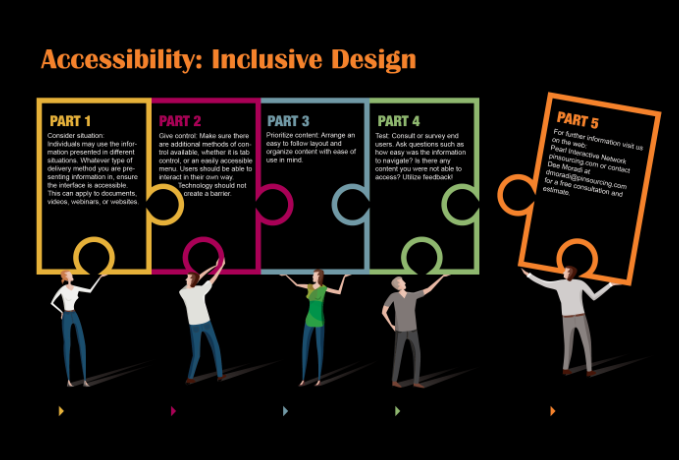 Accessibility: Inclusive Design
PART 1
Consider situation:
Individuals may use the infor-
mation presented in different
situations. Whatever type of
delivery method you are pre-
senting information in, ensure
the interface is accessible.
This can apply to documents,
videos, webinars, or websites.
PART 2
Give control: Make sure there
are additional methods of con-
trol available, whether it is tab
control, or an easily accessible
menu. Users should be able to
interact in their own way.
Technology should not
create a barrier.
PART 3
Prioritize content: Arrange an
easy to follow layout and
organize content with ease of
use in mind.
PART 4
Test: Consult or survey end
users. Ask questions such as
how easy was the information
to navigate? Is there any
content you were not able to
access? Utilize feedback!
PART 5
For further information visit us
on the web:
Pearl Interactive Network
pinsourcing.com or contact
Dee Moradi at
dmoradi@pinsourcing.com
for a free consultation and
estimate.